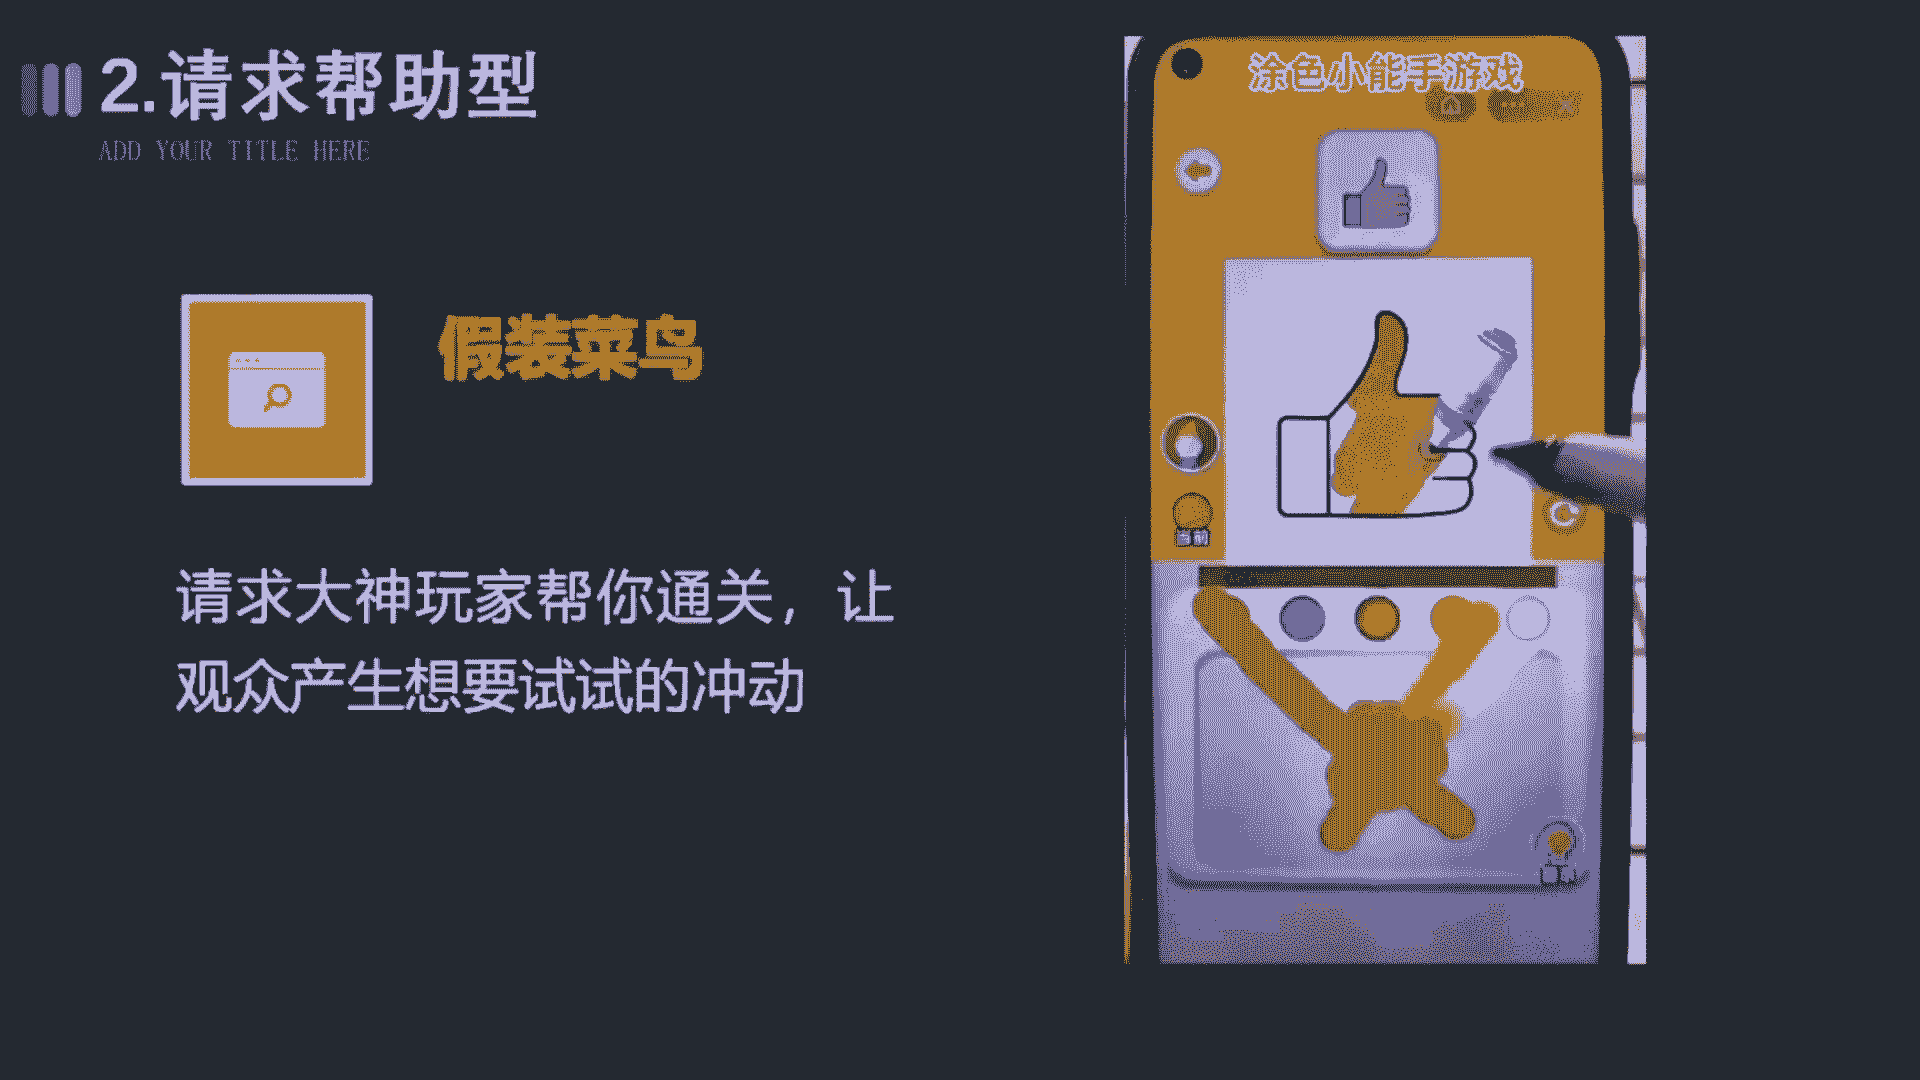 2.请求帮助型
ADD YOUR TITLE HERE
假装菜鸟
请求大神玩家帮你通关，让
观众产生想要试试的冲动
涂色小能手游戏